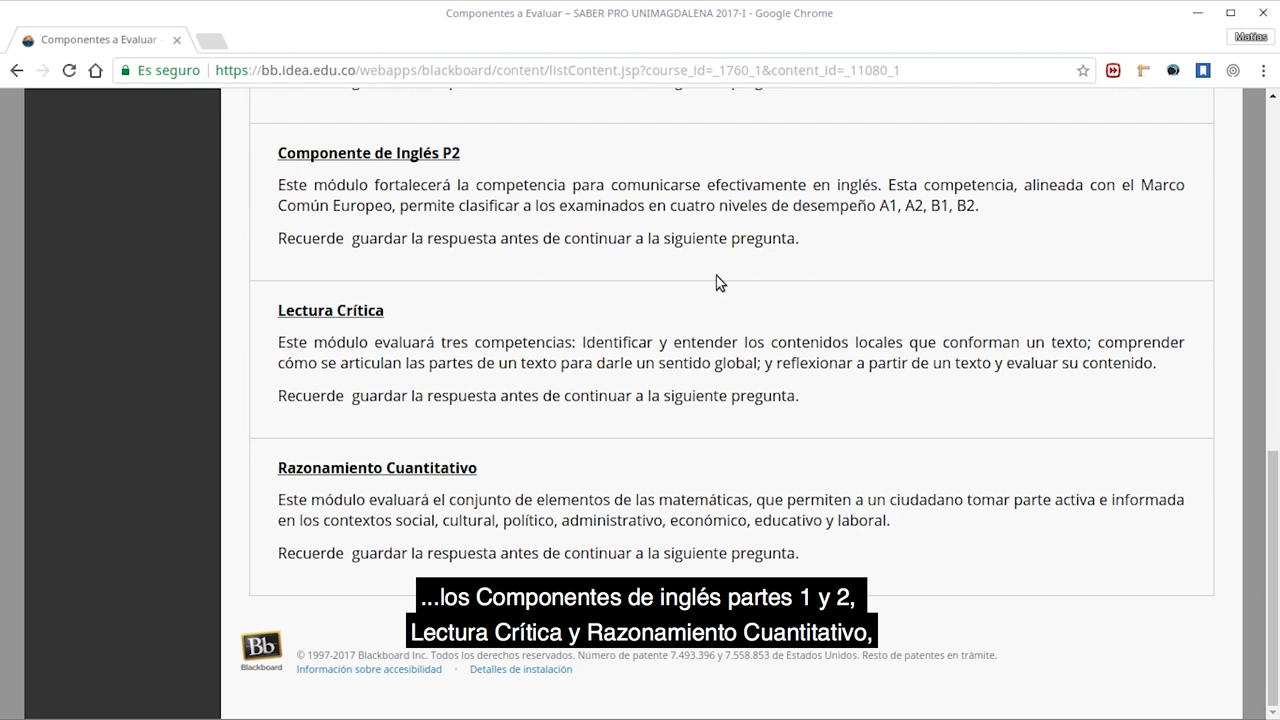 Componentes a Evaluar – SABER PRO UNIMAGDALENA 2017-I - Google Chrome
Componentes a Evaluar
Matias
Es seguro
https://bb.idea.edu.co/webapps/blackboard/content/listContent.jsp?course_id=_1760_1&content_id=_11080_1
Componente de Inglés P2
Este módulo fortalecerá la competencia para comunicarse efectivamente en inglés. Esta competencia, alineada con el Marco
Común Europeo, permite clasificar a los examinados en cuatro niveles de desempeño A1, A2, B1, B2.
Recuerde guardar la respuesta antes de continuar a la siguiente pregunta.
Lectura Crítica
Este módulo evaluará tres competencias: Identificar y entender los contenidos locales que conforman un texto; comprender
cómo se articulan las partes de un texto para darle un sentido global; y reflexionar a partir de un texto y evaluar su contenido.
Recuerde guardar la respuesta antes de continuar a la siguiente pregunta.
Razonamiento Cuantitativo
Este módulo evaluará el conjunto de elementos de las matemáticas, que permiten a un ciudadano tomar parte activa e informada
en los contextos social, cultural, político, administrativo, económico, educativo y laboral.
Recuerde guardar la respuesta antes de continuar a la siguiente pregunta.
...los Componentes de inglés partes 1 y 2,
Lectura Crítica y Razonamiento Cuantitativo,
Bb
Blackboard
© 1997-2017 Blackboard Inc. Todos los derechos reservados. Número de patente 7.493.396 y 7.558.853 de Estados Unidos. Resto de patentes en trámite.
Información sobre accesibilidad
Detalles de instalación